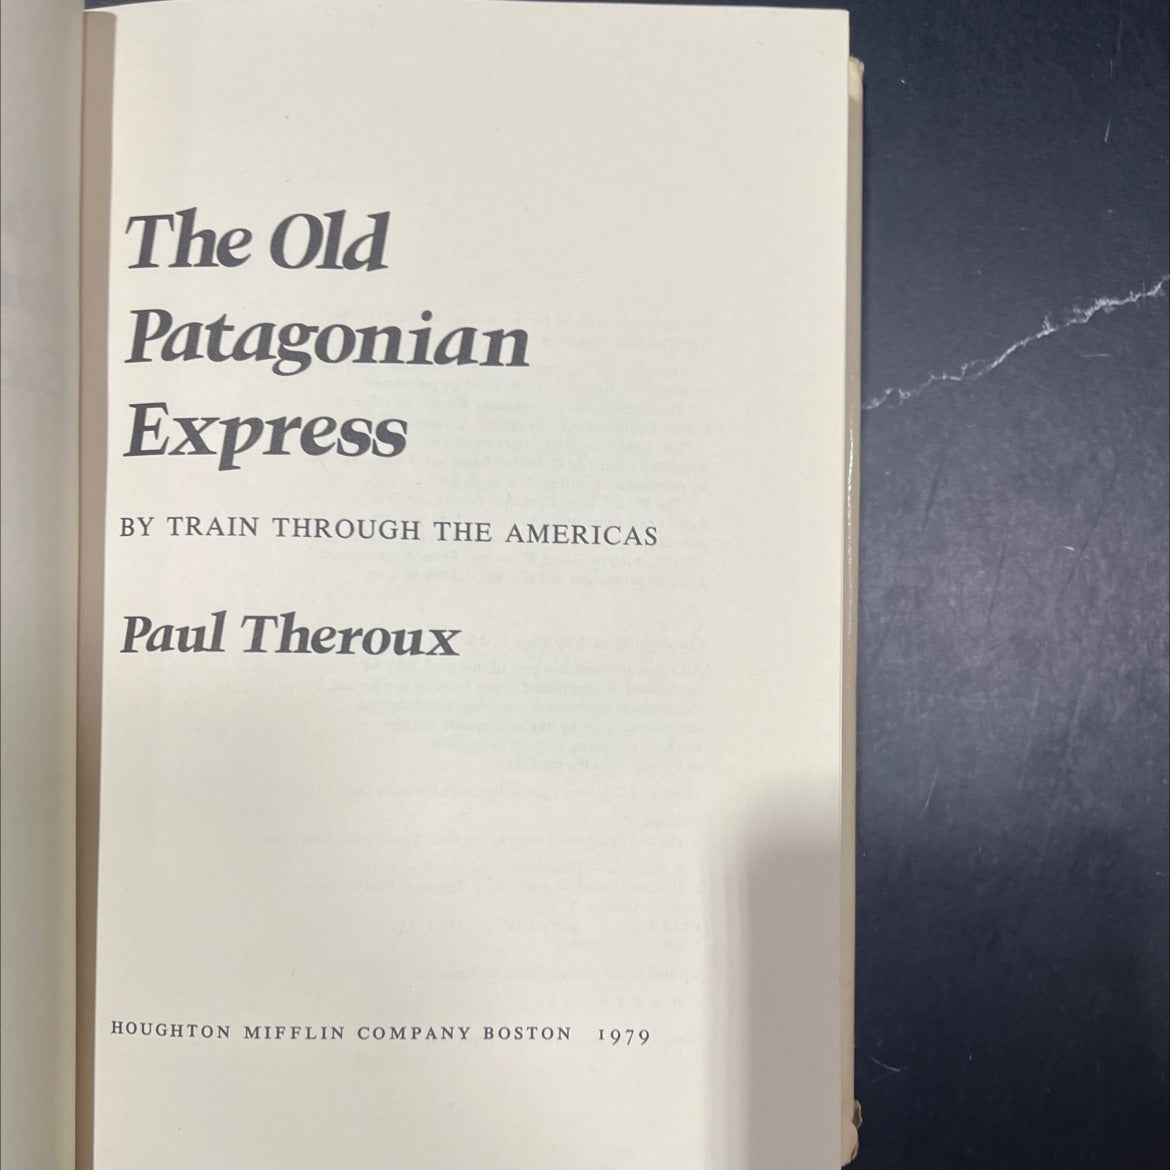 The Old
Patagonian
Express
BY TRAIN THROUGH THE AMERICAS
Paul Theroux
HOUGHTON MIFFLIN COMPANY BOSTON 1979